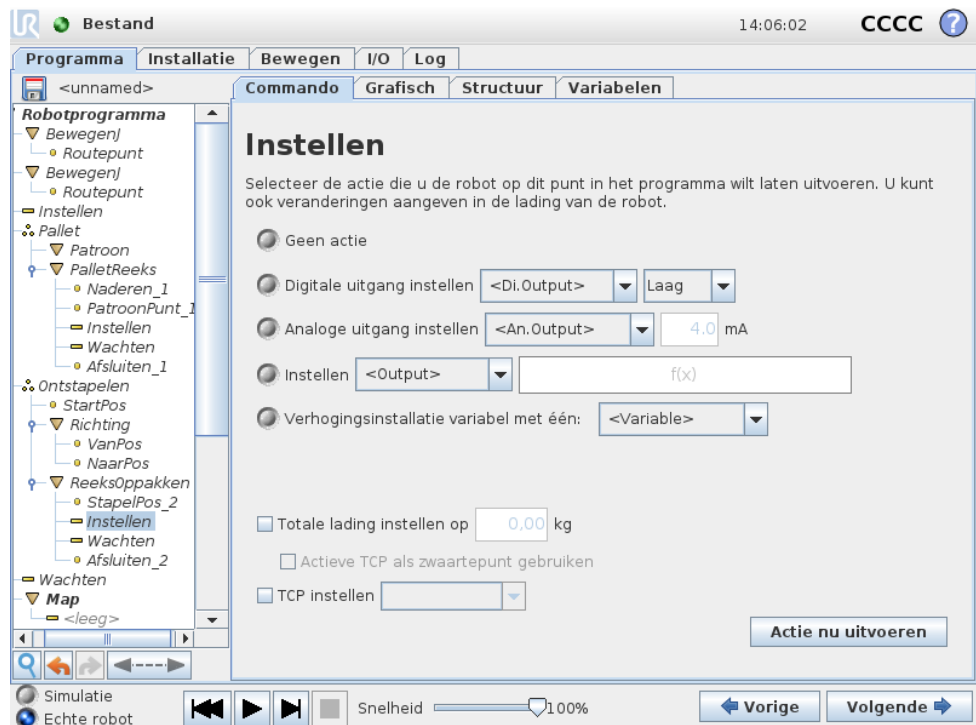 UR Bestand 14:06:02 CCCC ?
Programma Installatie Bewegen I/O Log
<unnamed>
Commando Grafisch Structuur Variabelen
Robotprogramma
BewegenJ
Routepunt
BewegenJ
Routepunt
Instellen
Pallet
Patroon
PalletReeks
Naderen_1
PatroonPunt_1
Instellen
Wachten
Afsluiten_1
Ontstapelen
StartPos
Richting
VanPos
NaarPos
ReeksOppakken
StapelPos_2
Instellen
Wachten
Afsluiten_2
Wachten
Map
<leeg>
Instellen
Selecteer de actie die u de robot op dit punt in het programma wilt laten uitvoeren. U kunt
ook veranderingen aangeven in de lading van de robot.
Geen actie
Digitale uitgang instellen <Di.Output> Laag
Analoge uitgang instellen <An.Output> 4.0 mA
Instellen <Output> f(x)
Verhogingsinstallatie variabel met één: <Variable>
Totale lading instellen op 0,00 kg
Actieve TCP als zwaartepunt gebruiken
TCP instellen
Actie nu uitvoeren
Simulatie
Echte robot
Snelheid 100%
Vorige Volgende